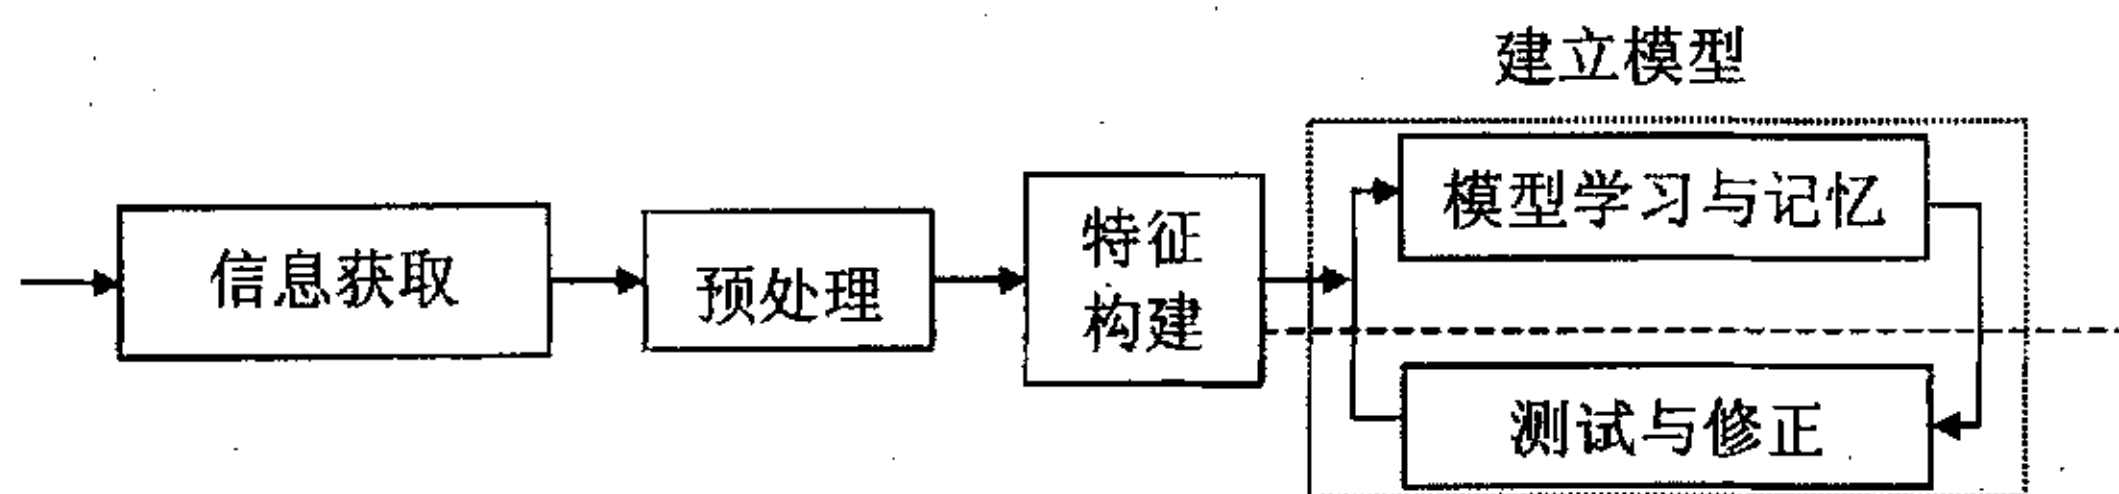 建立模型
信息获取
预处理
特征
构建
模型学习与记忆
测试与修正